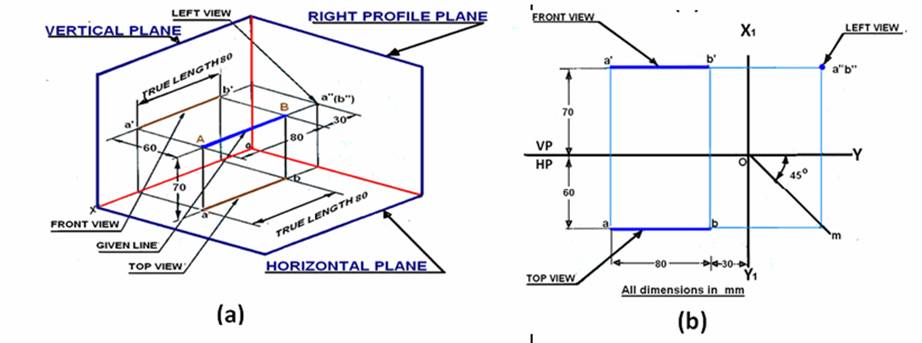 LEFT VIEW
RIGHT PROFILE PLANE
VERTICAL PLANE
TRUE LENGTH 80
b'
B
a"(b")
a'
A
30
60
80
o
70
b
X
a
TRUE LENGTH 80
FRONT VIEW
GIVEN LINE
TOP VIEW
HORIZONTAL PLANE
(a)
FRONT VIEW
X1
LEFT VIEW
a'
b'
a"b"
70
VP
HP
O
Y
45°
60
a
b
m
80
30
Y1
TOP VIEW
All dimensions in mm
(b)